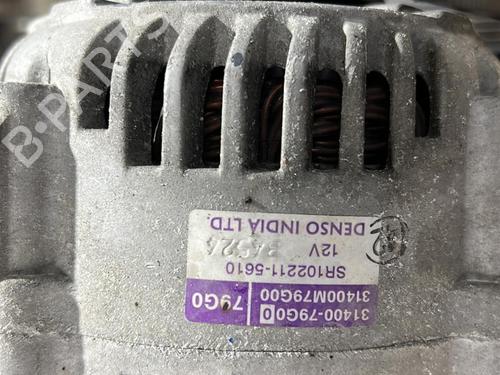 31400-79G00
31400M79G00
79G0
SR102211-5610
12V
DENSO INDIA LTD.
B-PARTS